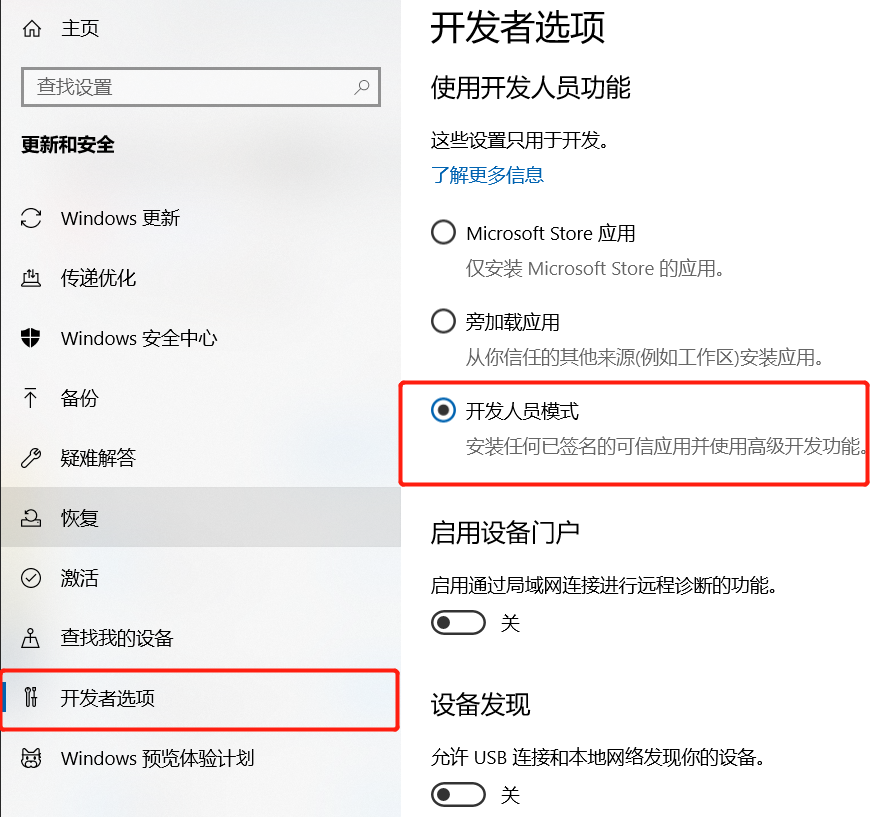 主页
查找设置
更新和安全
Windows 更新
传递优化
Windows 安全中心
备份
疑难解答
恢复
激活
查找我的设备
开发者选项
Windows 预览体验计划
开发者选项
使用开发人员功能
这些设置只用于开发。
了解更多信息
Microsoft Store 应用
仅安装 Microsoft Store 的应用。
旁加载应用
从你信任的其他来源(例如工作区)安装应用。
开发人员模式
安装任何已签名的可信应用并使用高级开发功能。
启用设备门户
启用通过局域网连接进行远程诊断的功能。
关
设备发现
允许 USB 连接和本地网络发现你的设备。
关